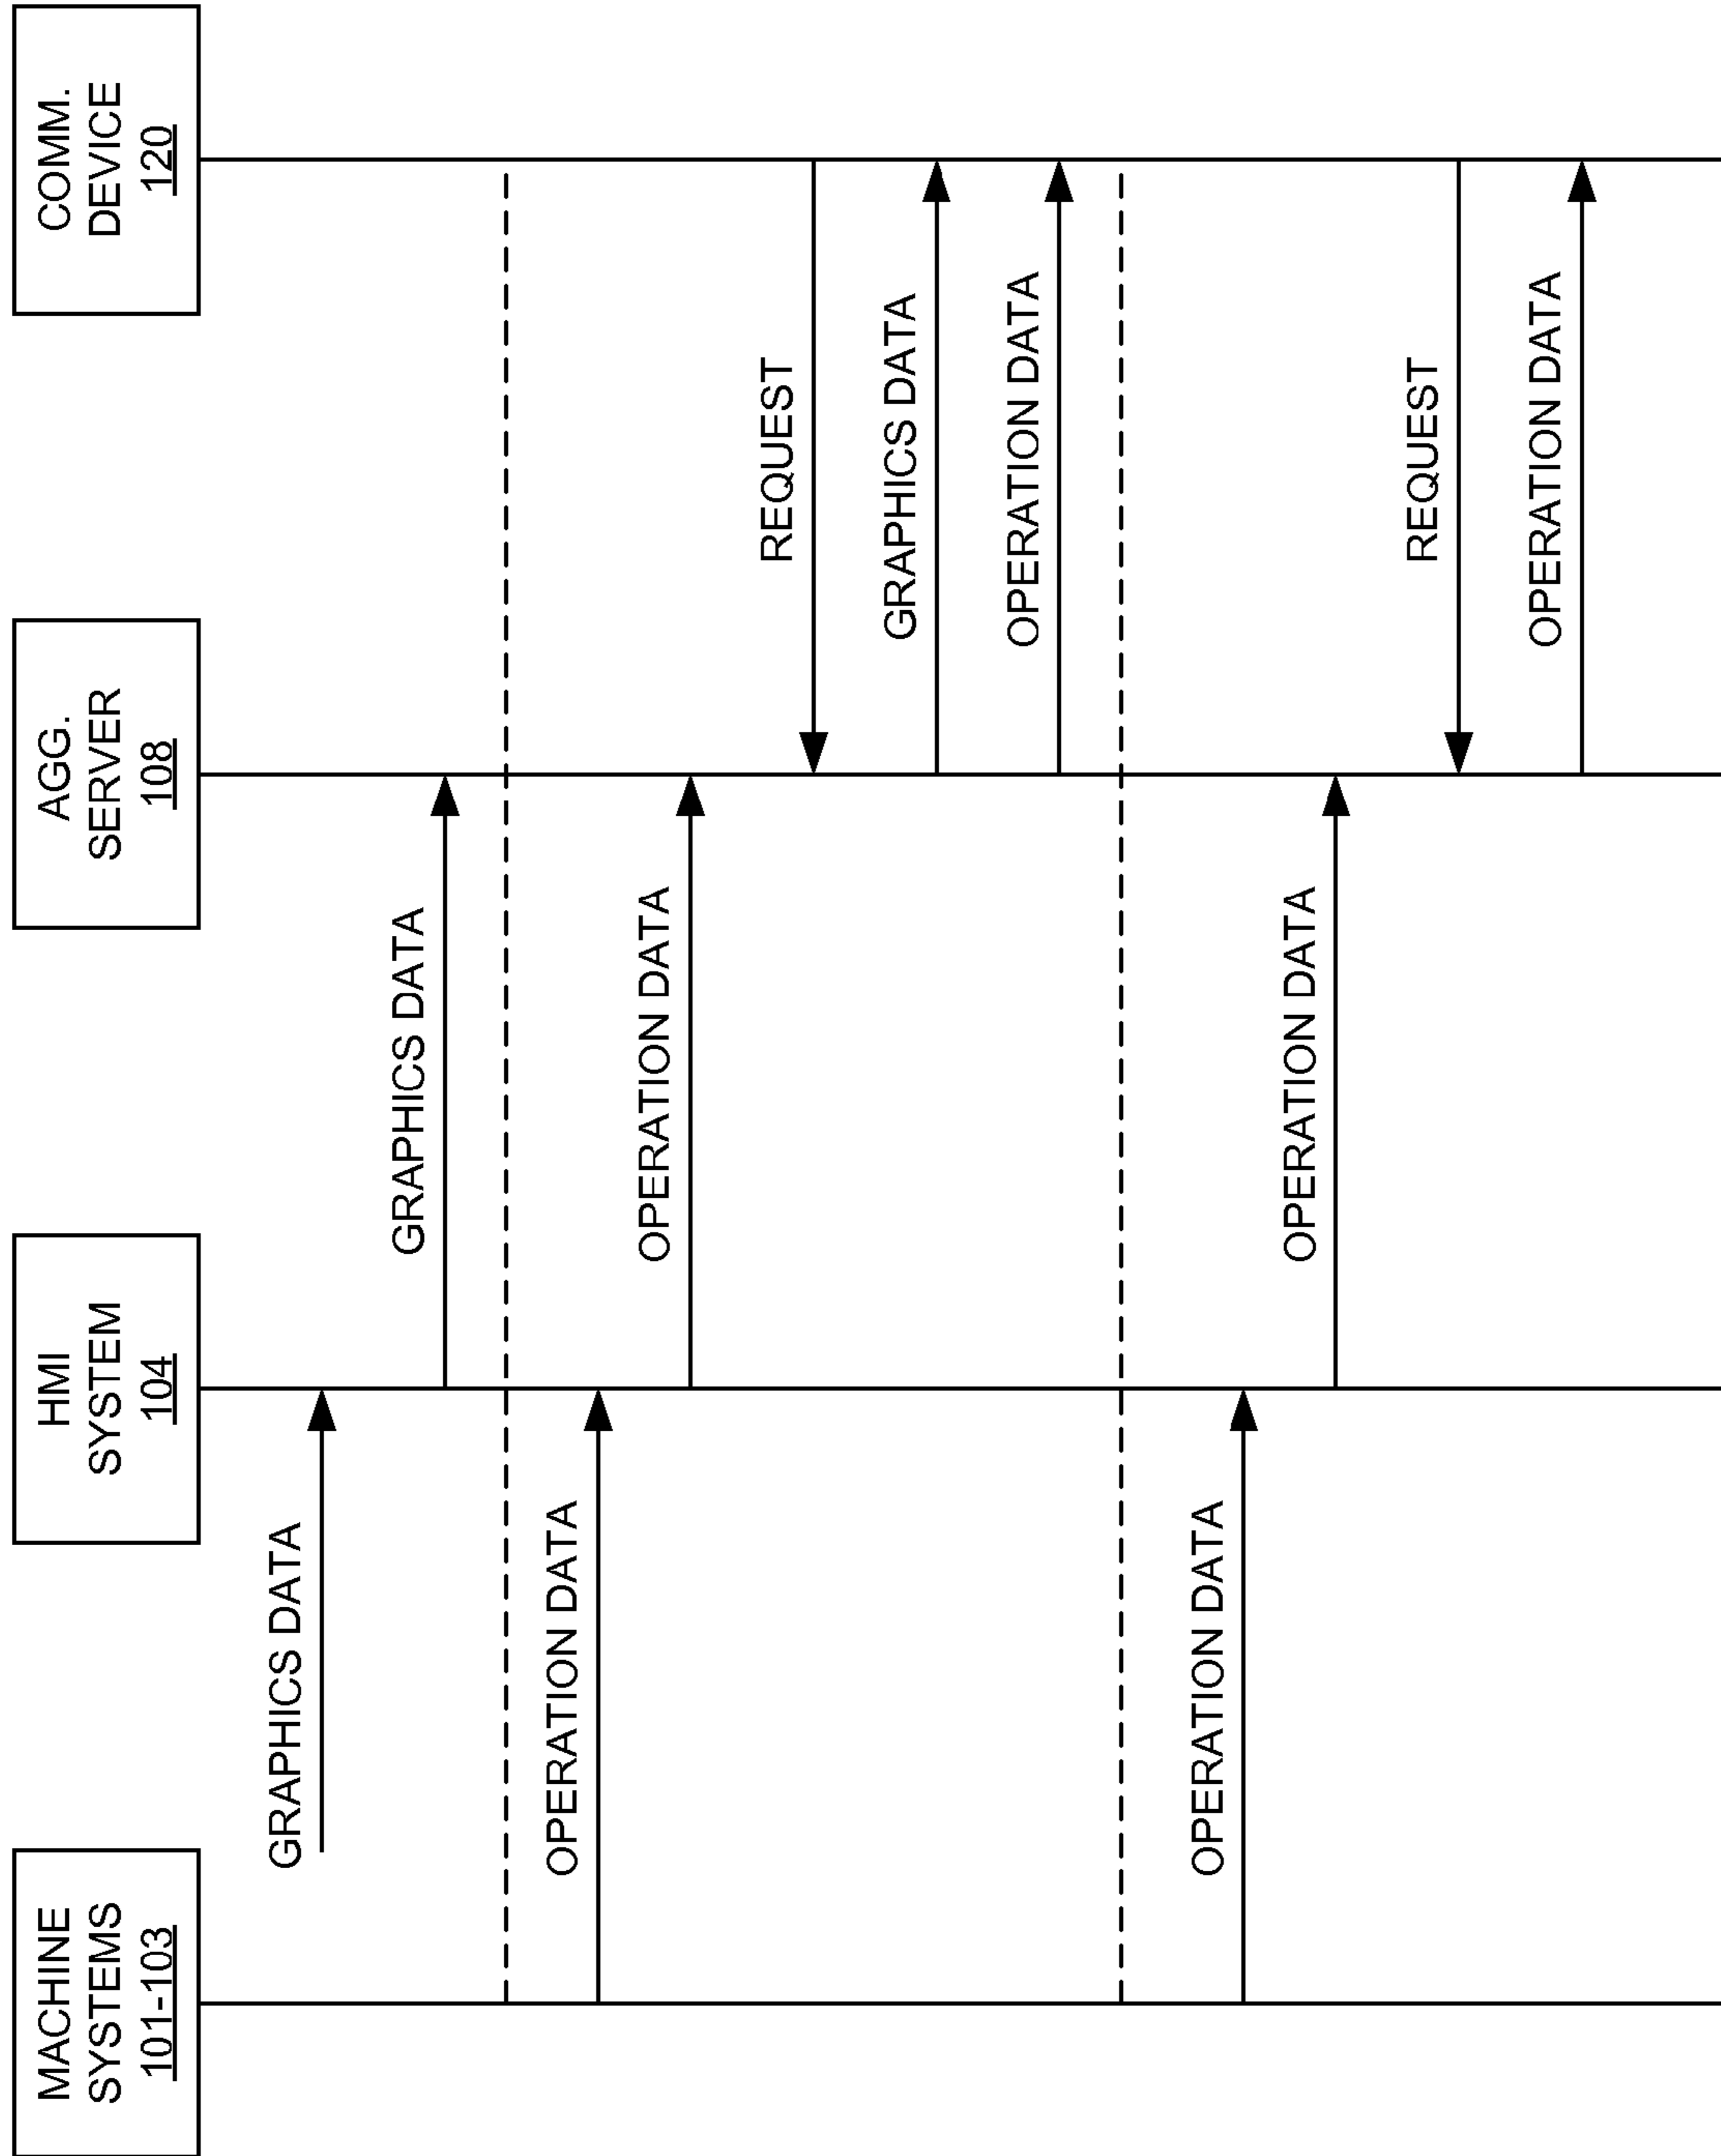 MACHINE
SYSTEMS
101-103
HMI
SYSTEM
104
AGG.
SERVER
108
COMM.
DEVICE
120
GRAPHICS DATA
GRAPHICS DATA
OPERATION DATA
OPERATION DATA
REQUEST
GRAPHICS DATA
OPERATION DATA
OPERATION DATA
OPERATION DATA
REQUEST
OPERATION DATA